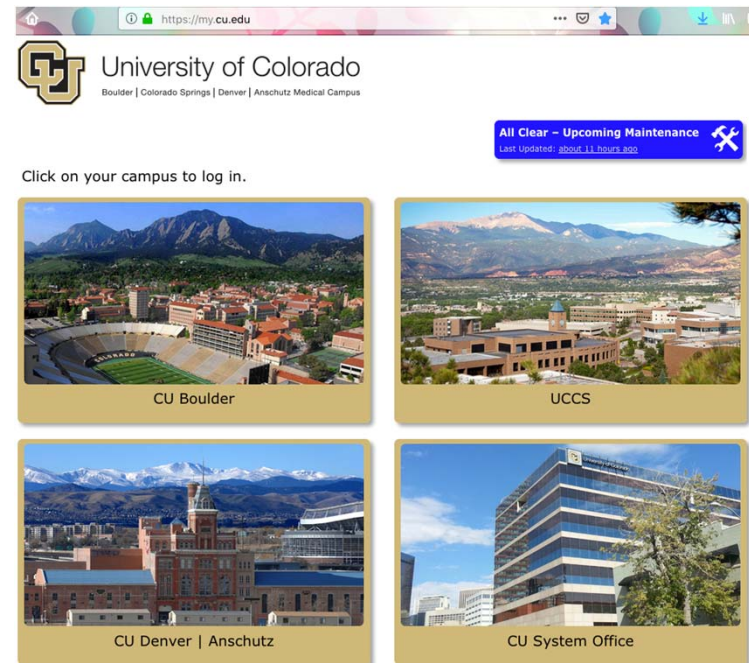 https://my.cu.edu
CU
University of Colorado
Boulder | Colorado Springs | Denver | Anschutz Medical Campus
All Clear – Upcoming Maintenance
Last Updated: about 11 hours ago
Click on your campus to log in.
COLORADO
CU Boulder
UCCS
CU Denver | Anschutz
CU System Office